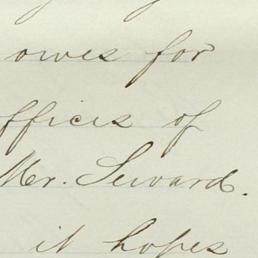 owes for
offices of
Mr. Seward.
it hopes